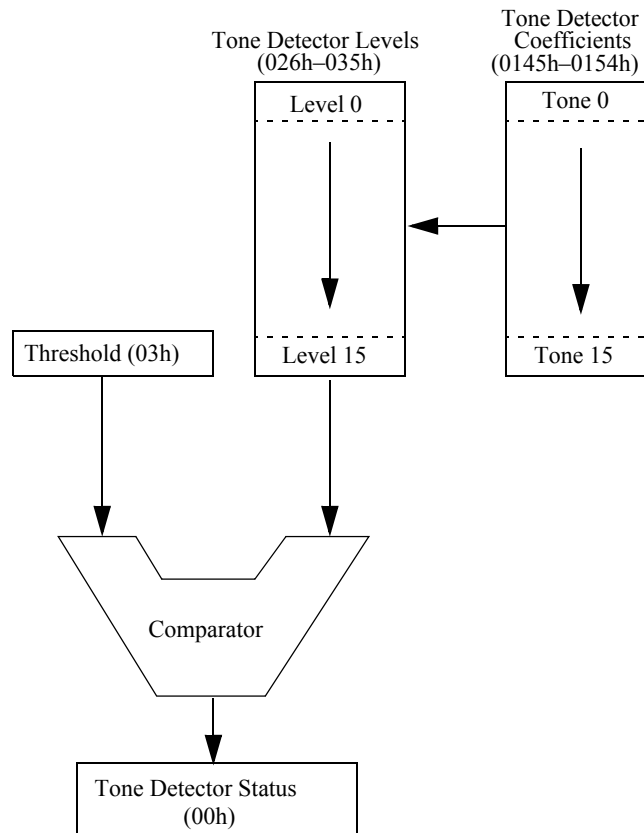 Tone Detector Levels
(026h–035h)
Tone Detector
Coefficients
(0145h–0154h)
Level 0
Tone 0
Threshold (03h)
Level 15
Tone 15
Comparator
Tone Detector Status
(00h)